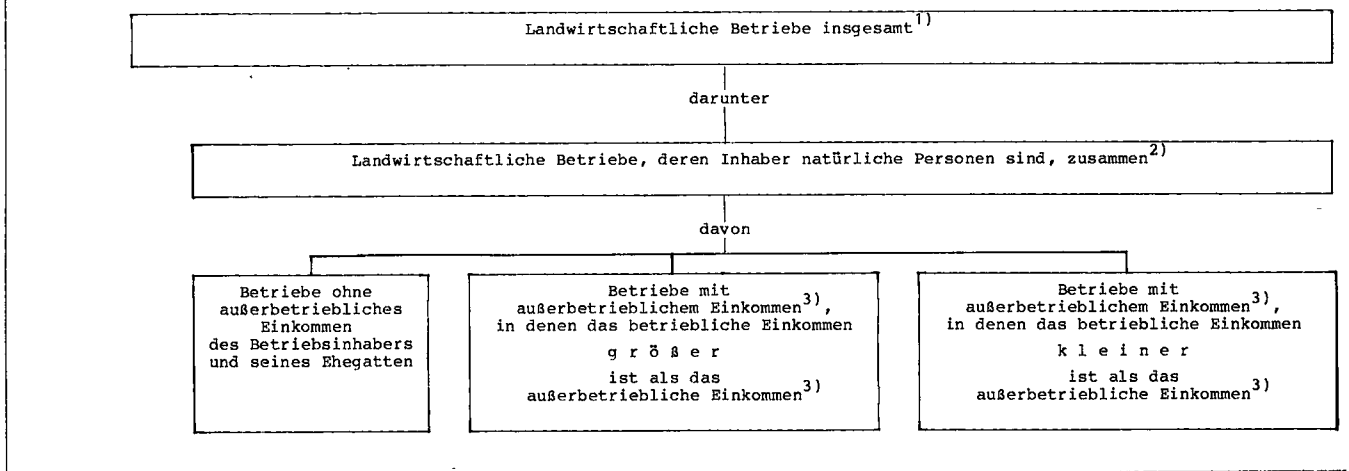 Landwirtschaftliche Betriebe insgesamt1)
darunter
Landwirtschaftliche Betriebe, deren Inhaber natürliche Personen sind, zusammen2)
davon
Betriebe ohne
außerbetriebliches
Einkommen
des Betriebsinhabers
und seines Ehegatten
Betriebe mit
außerbetrieblichem Einkommen3),
in denen das betriebliche Einkommen
g r ö ß e r
ist als das
außerbetriebliche Einkommen3)
Betriebe mit
außerbetrieblichem Einkommen3),
in denen das betriebliche Einkommen
k l e i n e r
ist als das
außerbetriebliche Einkommen3)